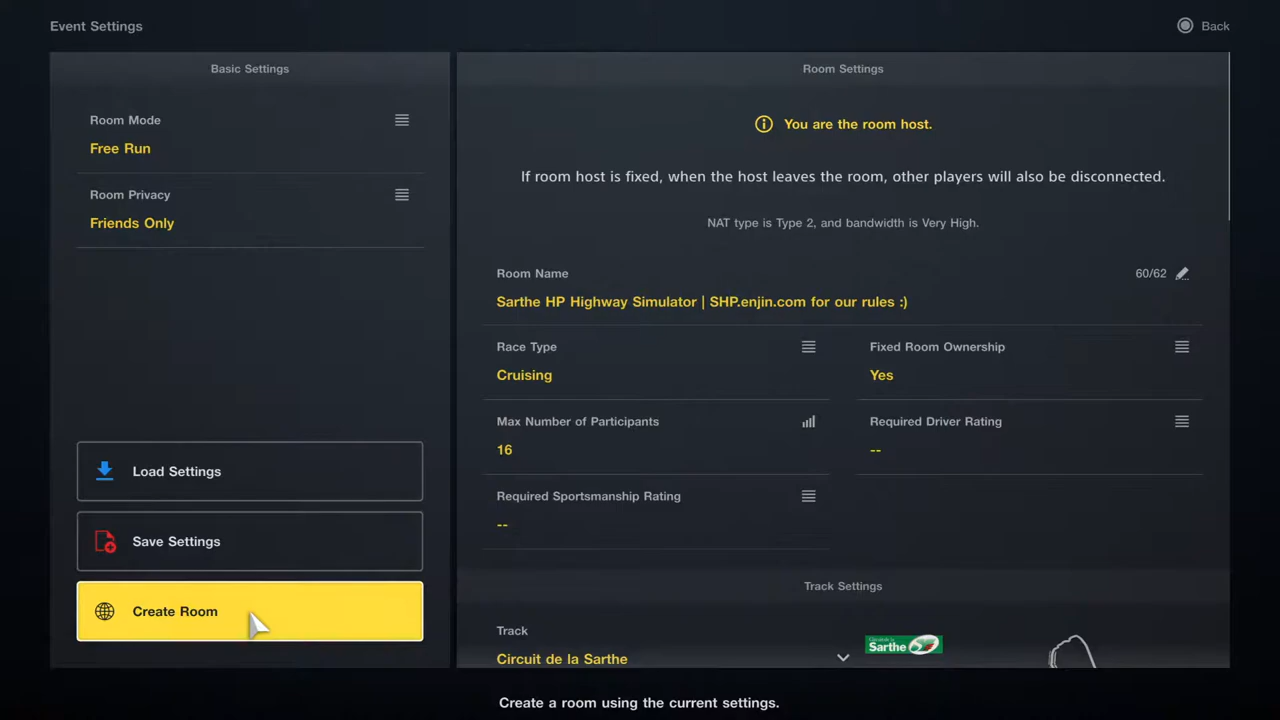 Event Settings
Back
Basic Settings
Room Mode
Free Run
Room Privacy
Friends Only
Load Settings
Save Settings
Create Room
Room Settings
You are the room host.
If room host is fixed, when the host leaves the room, other players will also be disconnected.
NAT type is Type 2, and bandwidth is Very High.
Room Name
60/62
Sarthe HP Highway Simulator | SHP.enjin.com for our rules :)
Race Type
Cruising
Fixed Room Ownership
Yes
Max Number of Participants
16
Required Driver Rating
--
Required Sportsmanship Rating
--
Track Settings
Track
Circuit de la Sarthe
Sarthe
Create a room using the current settings.